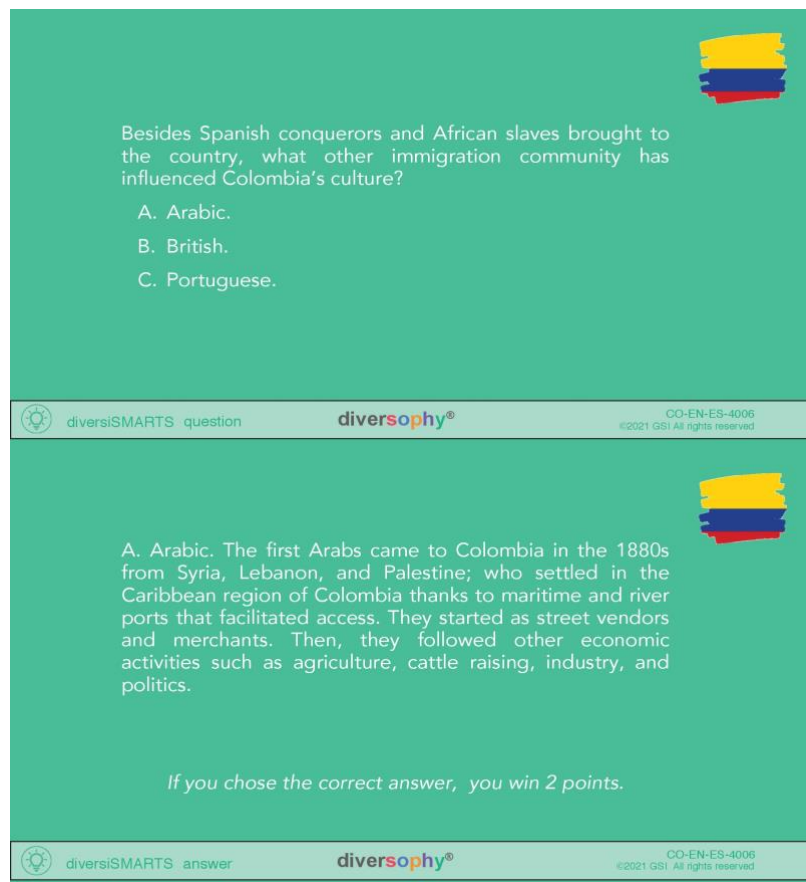 Besides Spanish conquerors and African slaves brought to
the country, what other immigration community has
influenced Colombia's culture?
A. Arabic.
B. British.
C. Portuguese.
diversiSMARTS question
diversophy®
CO-EN-ES-4006
©2021 GSI All rights reserved
A. Arabic. The first Arabs came to Colombia in the 1880s
from Syria, Lebanon, and Palestine; who settled in the
Caribbean region of Colombia thanks to maritime and river
ports that facilitated access. They started as street vendors
and merchants. Then, they followed other economic
activities such as agriculture, cattle raising, industry, and
politics.
If you chose the correct answer, you win 2 points.
diversiSMARTS answer
diversophy®
CO-EN-ES-4006
©2021 GSI All rights reserved